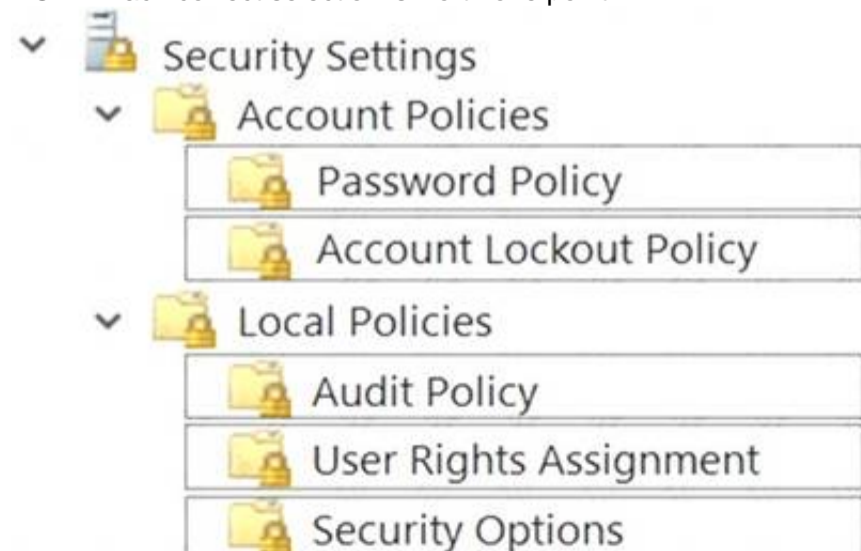 Security Settings
Account Policies
Password Policy
Account Lockout Policy
Local Policies
Audit Policy
User Rights Assignment
Security Options